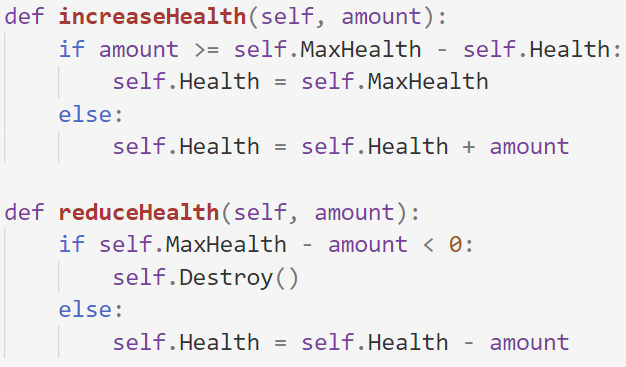 def increaseHealth(self, amount):
    if amount >= self.MaxHealth - self.Health:
        self.Health = self.MaxHealth
    else:
        self.Health = self.Health + amount

def reduceHealth(self, amount):
    if self.MaxHealth - amount < 0:
        self.Destroy()
    else:
        self.Health = self.Health - amount